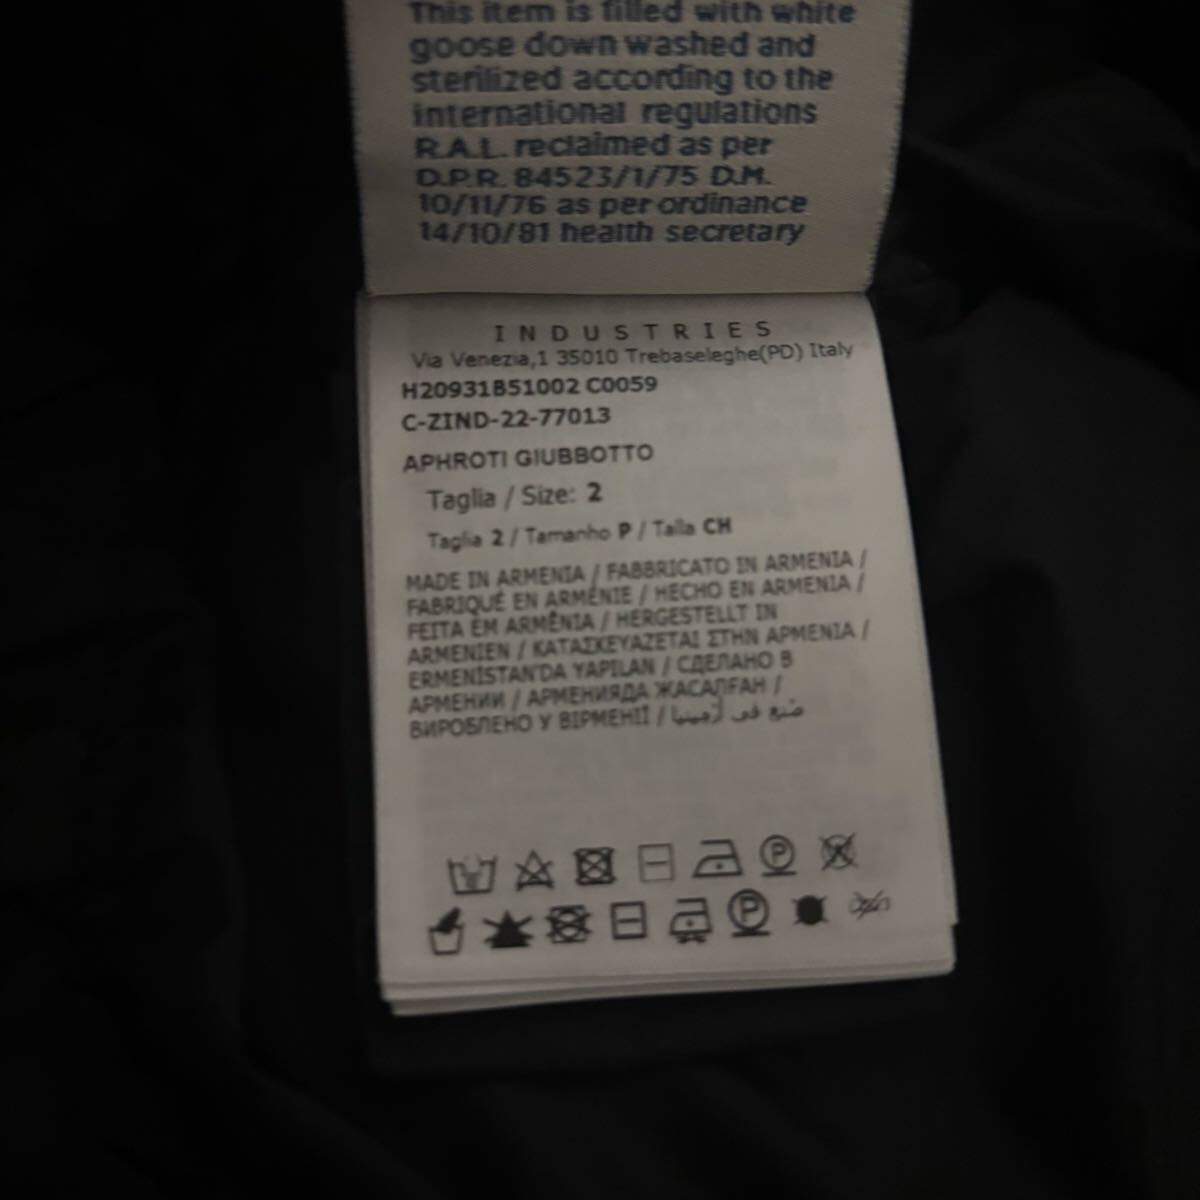 This item is filled with white
goose down washed and
sterilized according to the
international regulations
R.A.L. reclaimed as per
D.P.R. 84523/1/75 D.M.
10/11/76 as per ordinance
14/10/81 health secretary
INDUSTRIES
Via Venezia,1 35010 Trebaseleghe(PD) Italy
H20931B51002 C0059
C-ZIND-22-77013
APHROTI GIUBBOTTO
Taglia / Size: 2
Taglia 2 / Tamanho P / Talla CH
MADE IN ARMENIA / FABBRICATO IN ARMENIA /
FABRIQUÉ EN ARMÉNIE / HECHO EN ARMENIA /
FEITA EM ARMÊNIA / HERGESTELLT IN
ARMENIEN / ΚΑΤΑΣΚΕΥΑΖΕΤΑΙ ΣΤΗΝ ΑΡΜΕΝΙΑ /
ERMENİSTAN'DA YAPILAN / СДЕЛАНО В
АРМЕНИИ / АРМЕНИЯДА ЖАСАЛҒАН /
ВИРОБЛЕНО У ВІРМЕНІЇ / صُنِع في أرمينيا
P
P